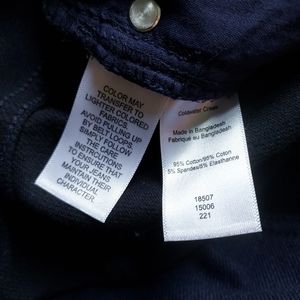 COLOR MAY
TRANSFER TO
LIGHTER COLORED
FABRICS.
AVOID PULLING UP
BY BELT LOOPS.
SIMPLY FOLLOW
THE CARE
INSTRUCTIONS
TO ENSURE THAT
YOUR JEANS
MAINTAIN THEIR
INDIVIDUAL
CHARACTER.
Coldwater Creek
Made in Bangladesh
Fabriqué au Bangladesh
95% Cotton/95% Coton
5% Spandex/5% Elasthanne
18507
15006
221